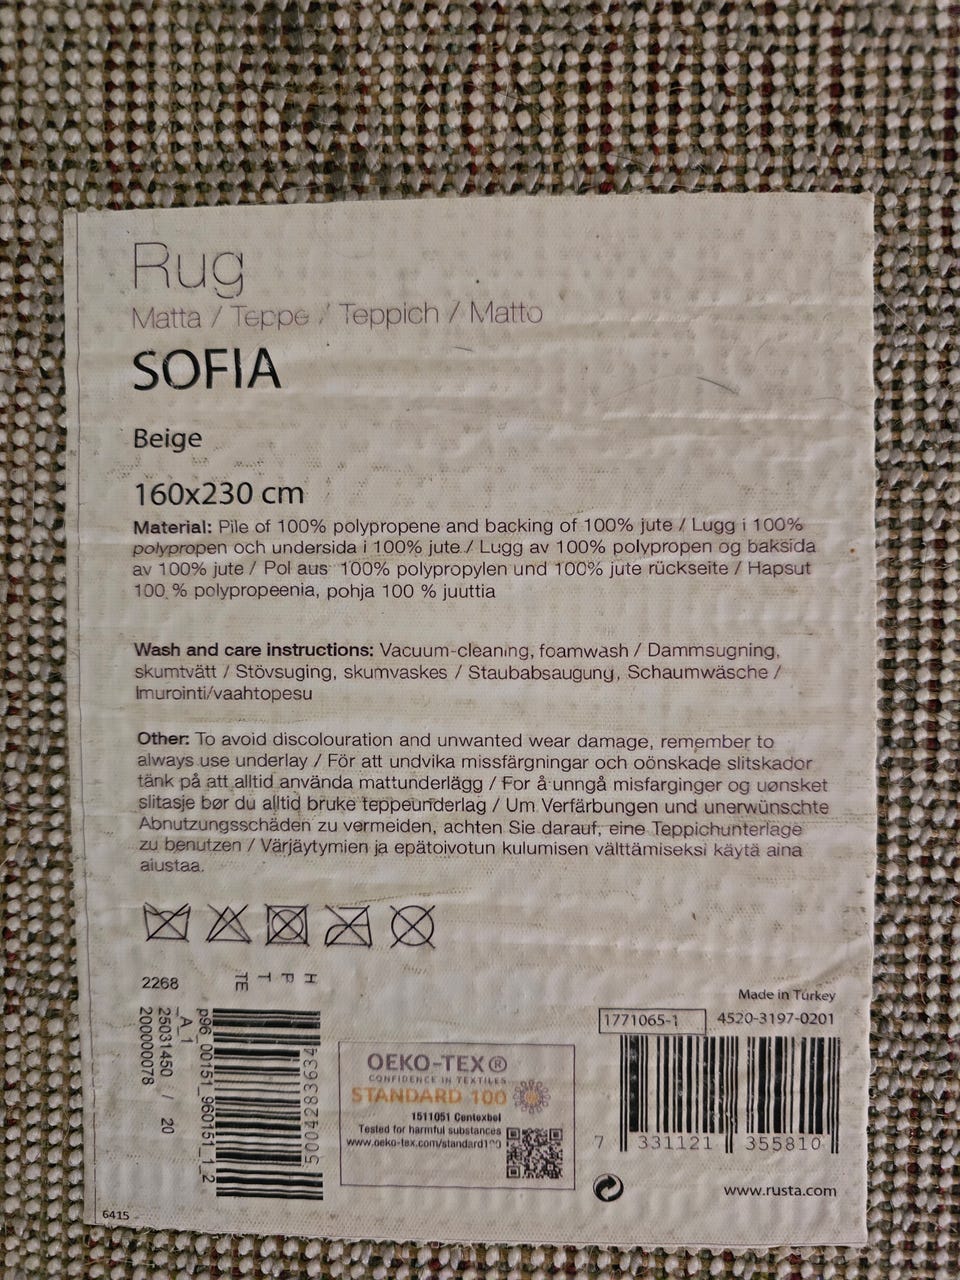 Rug
Matta / Teppe / Teppich / Matto
SOFIA
Beige
160x230 cm
Material: Pile of 100% polypropene and backing of 100% jute / Lugg i 100%
polypropen och undersida i 100% jute / Lugg av 100% polypropen og baksida
av 100% jute / Pol aus 100% polypropylen und 100% jute rückseite / Hapsut
100 % polypropeenia, pohja 100 % juuttia
Wash and care instructions: Vacuum-cleaning, foamwash / Dammsugning,
skumtvätt / Stövsuging, skumvaskes / Staubabsaugung, Schaumwäsche /
Imurointi/vaahtopesu
Other: To avoid discolouration and unwanted wear damage, remember to
always use underlay / För att undvika missfärgningar och oönskade slitskador
tänk på att alltid använda mattunderlägg / For å unngå misfarginger og uønsket
slitasje bør du alltid bruke teppeunderlag / Um Verfärbungen und unerwünschte
Abnutzungsschäden zu vermeiden, achten Sie darauf, eine Teppichunterlage
zu benutzen / Värjäytymien ja epätoivotun kulumisen välttämiseksi käytä aina
alustaa.
2268
H P T TE
p96_00151_960151_1_2
_A_1
25031450 / 20
200000078
5004283637
OEKO-TEX®
CONFIDENCE IN TEXTILES
STANDARD 100
1511051 Centexbel
Tested for harmful substances
www.oeko-tex.com/standard100
Made in Turkey
1771065-1 4520-3197-0201
7 331121 355810
www.rusta.com
6415